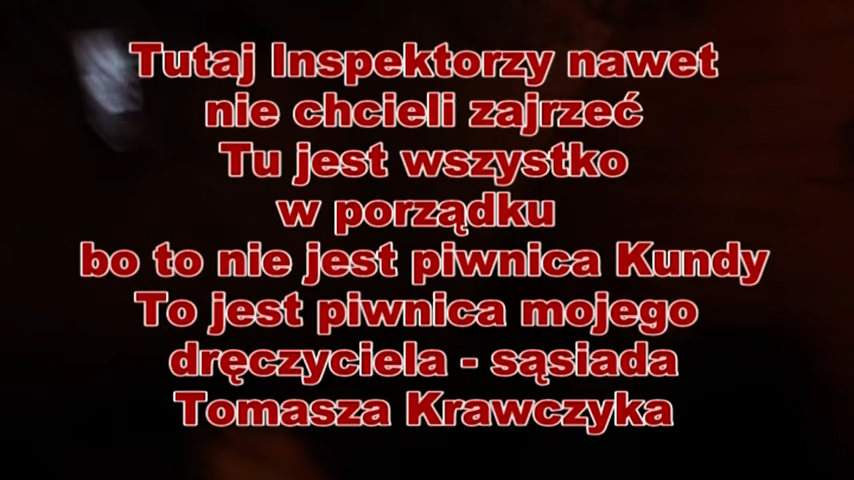 Tutaj Inspektorzy nawet
nie chcieli zajrzeć
Tu jest wszystko
w porządku
bo to nie jest piwnica Kundy
To jest piwnica mojego
dręczyciela - sąsiada
Tomasza Krawczyka